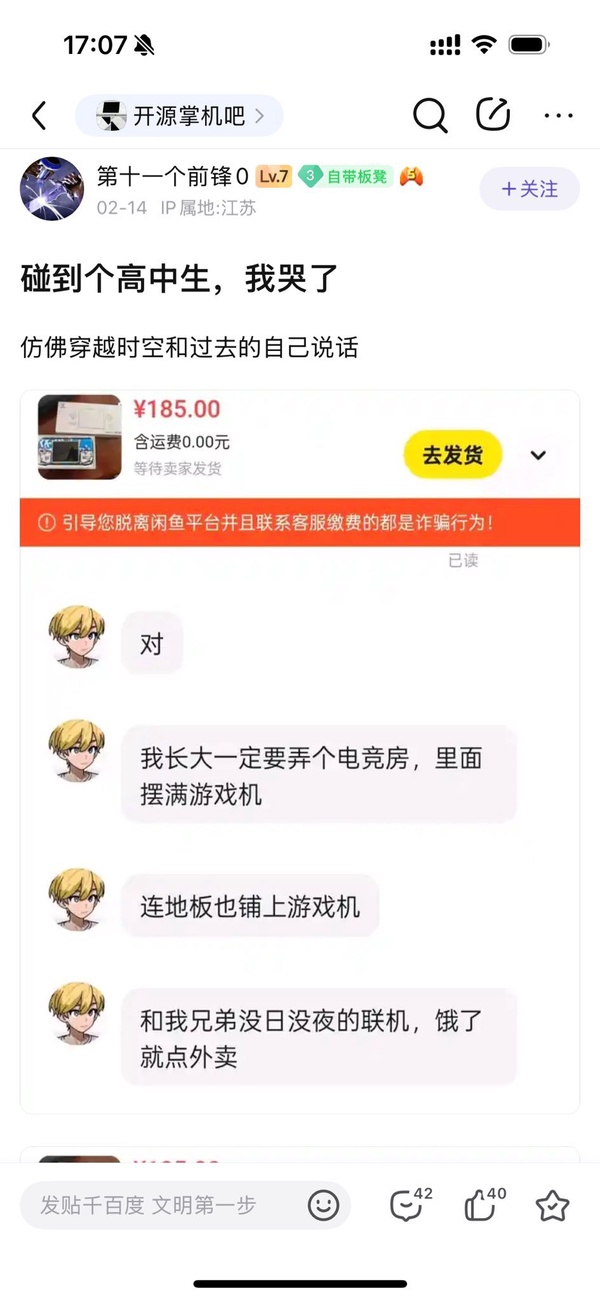 17:07
开源掌机吧
第十一个前锋0 Lv.7 3 自带板凳 5
+关注
02-14 IP属地:江苏
碰到个高中生，我哭了
仿佛穿越时空和过去的自己说话
¥185.00
含运费0.00元
等待卖家发货
去发货
引导您脱离闲鱼平台并且联系客服缴费的都是诈骗行为！
已读
对
我长大一定要弄个电竞房，里面
摆满游戏机
连地板也铺上游戏机
和我兄弟没日没夜的联机，饿了
就点外卖
发贴千百度 文明第一步
42
40